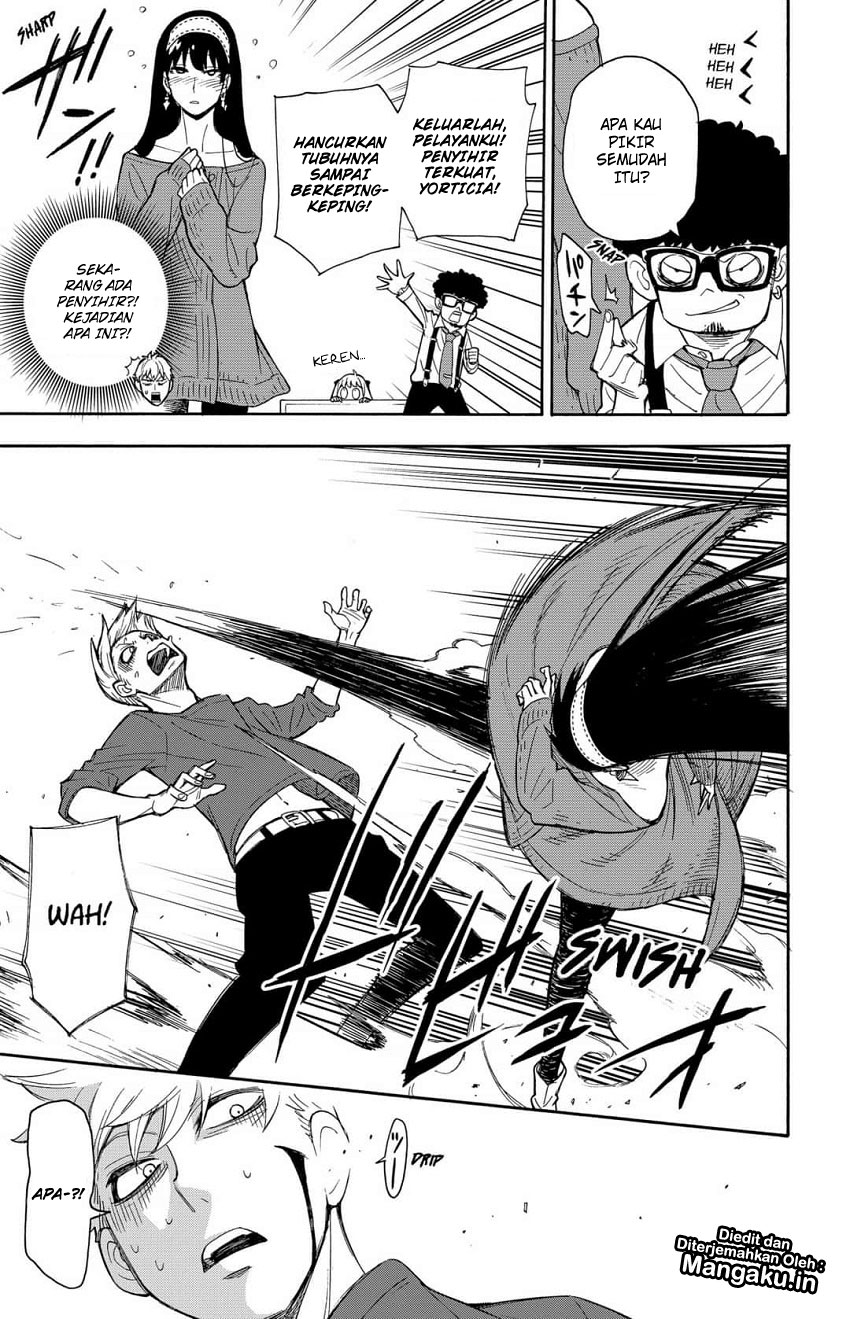 HEH
HEH
HEH
APA KAU
PIKIR
SEMUDAH
ITU?
SNAP
パチン
KELUARLAH,
PELAYANKU!
PENYIHIR
TERKUAT,
YORTICIA!
HANCURKAN
TUBUHNYA
SAMPAI
BERKEPING-
KEPING!
SHARP
KEREN...
SEKA-
RANG ADA
PENYIHIR?!
KEJADIAN
APA INI?!
SWISH
WAH!
DRIP
APA-?!
Diedit dan
Diterjemahkan Oleh :
Mangaku.in